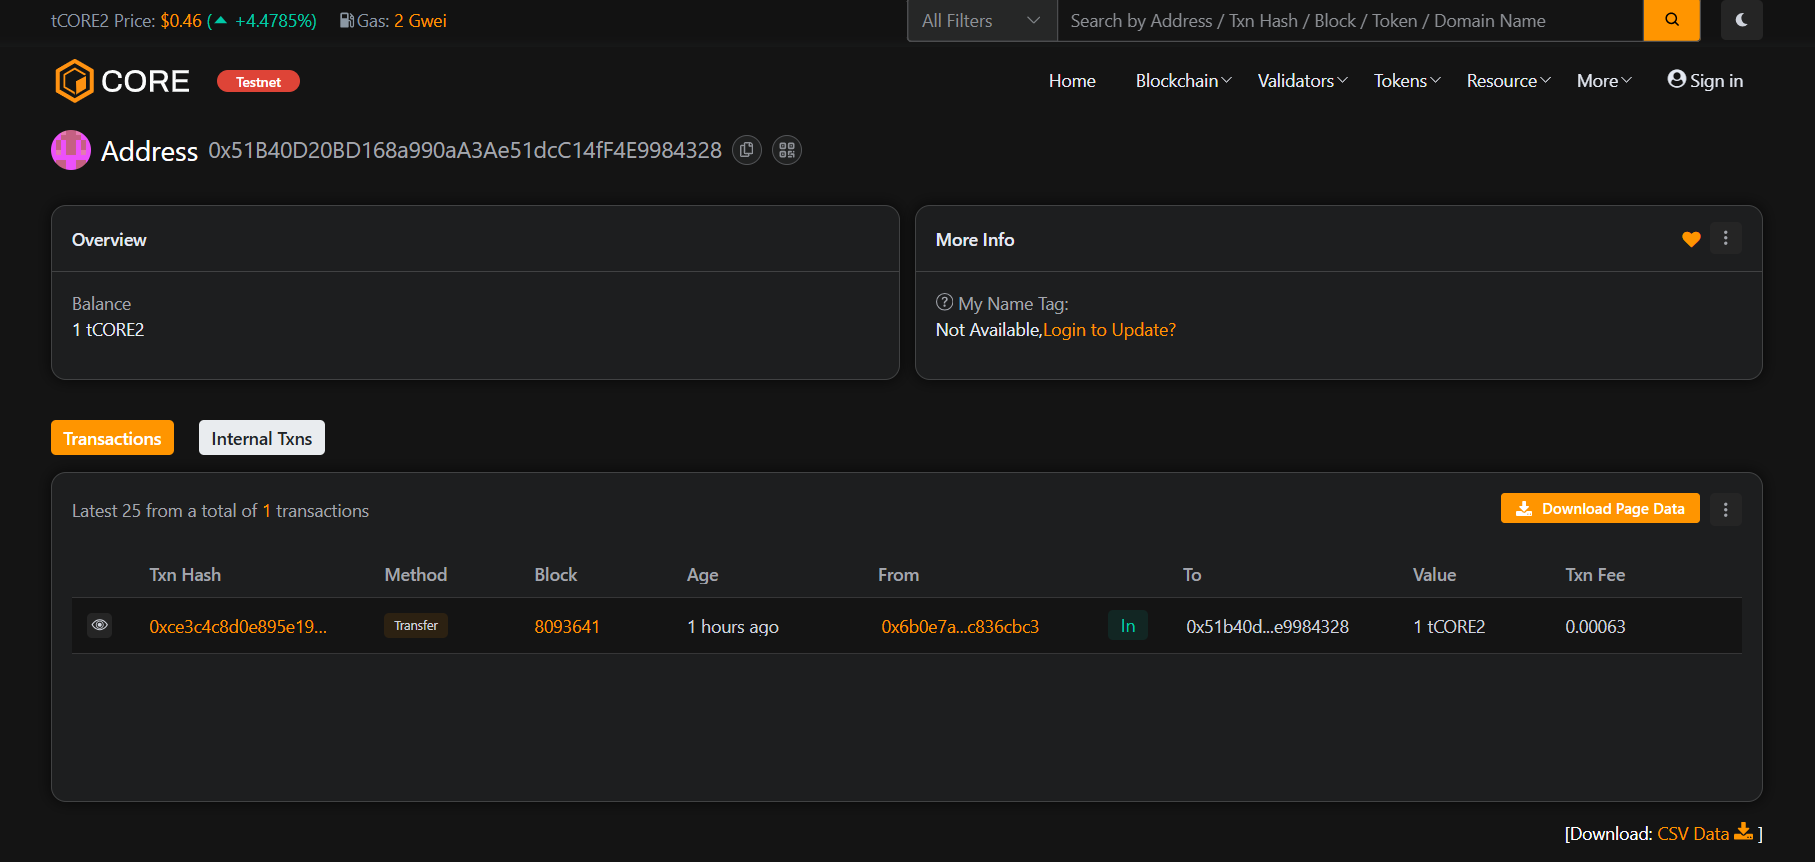 tCORE2 Price: $0.46 (+4.4785%) Gas: 2 Gwei All Filters Search by Address / Txn Hash / Block / Token / Domain Name
CORE Testnet Home Blockchain Validators Tokens Resource More Sign in
Address 0x51B40D20BD168a990aA3Ae51dcC14fF4E9984328
Overview
Balance
1 tCORE2
More Info
My Name Tag:
Not Available,Login to Update?
Transactions Internal Txns
Latest 25 from a total of 1 transactions Download Page Data
Txn Hash Method Block Age From To Value Txn Fee
0xce3c4c8d0e895e19... Transfer 8093641 1 hours ago 0x6b0e7a...c836cbc3 In 0x51b40d...e9984328 1 tCORE2 0.00063
[Download: CSV Data ]